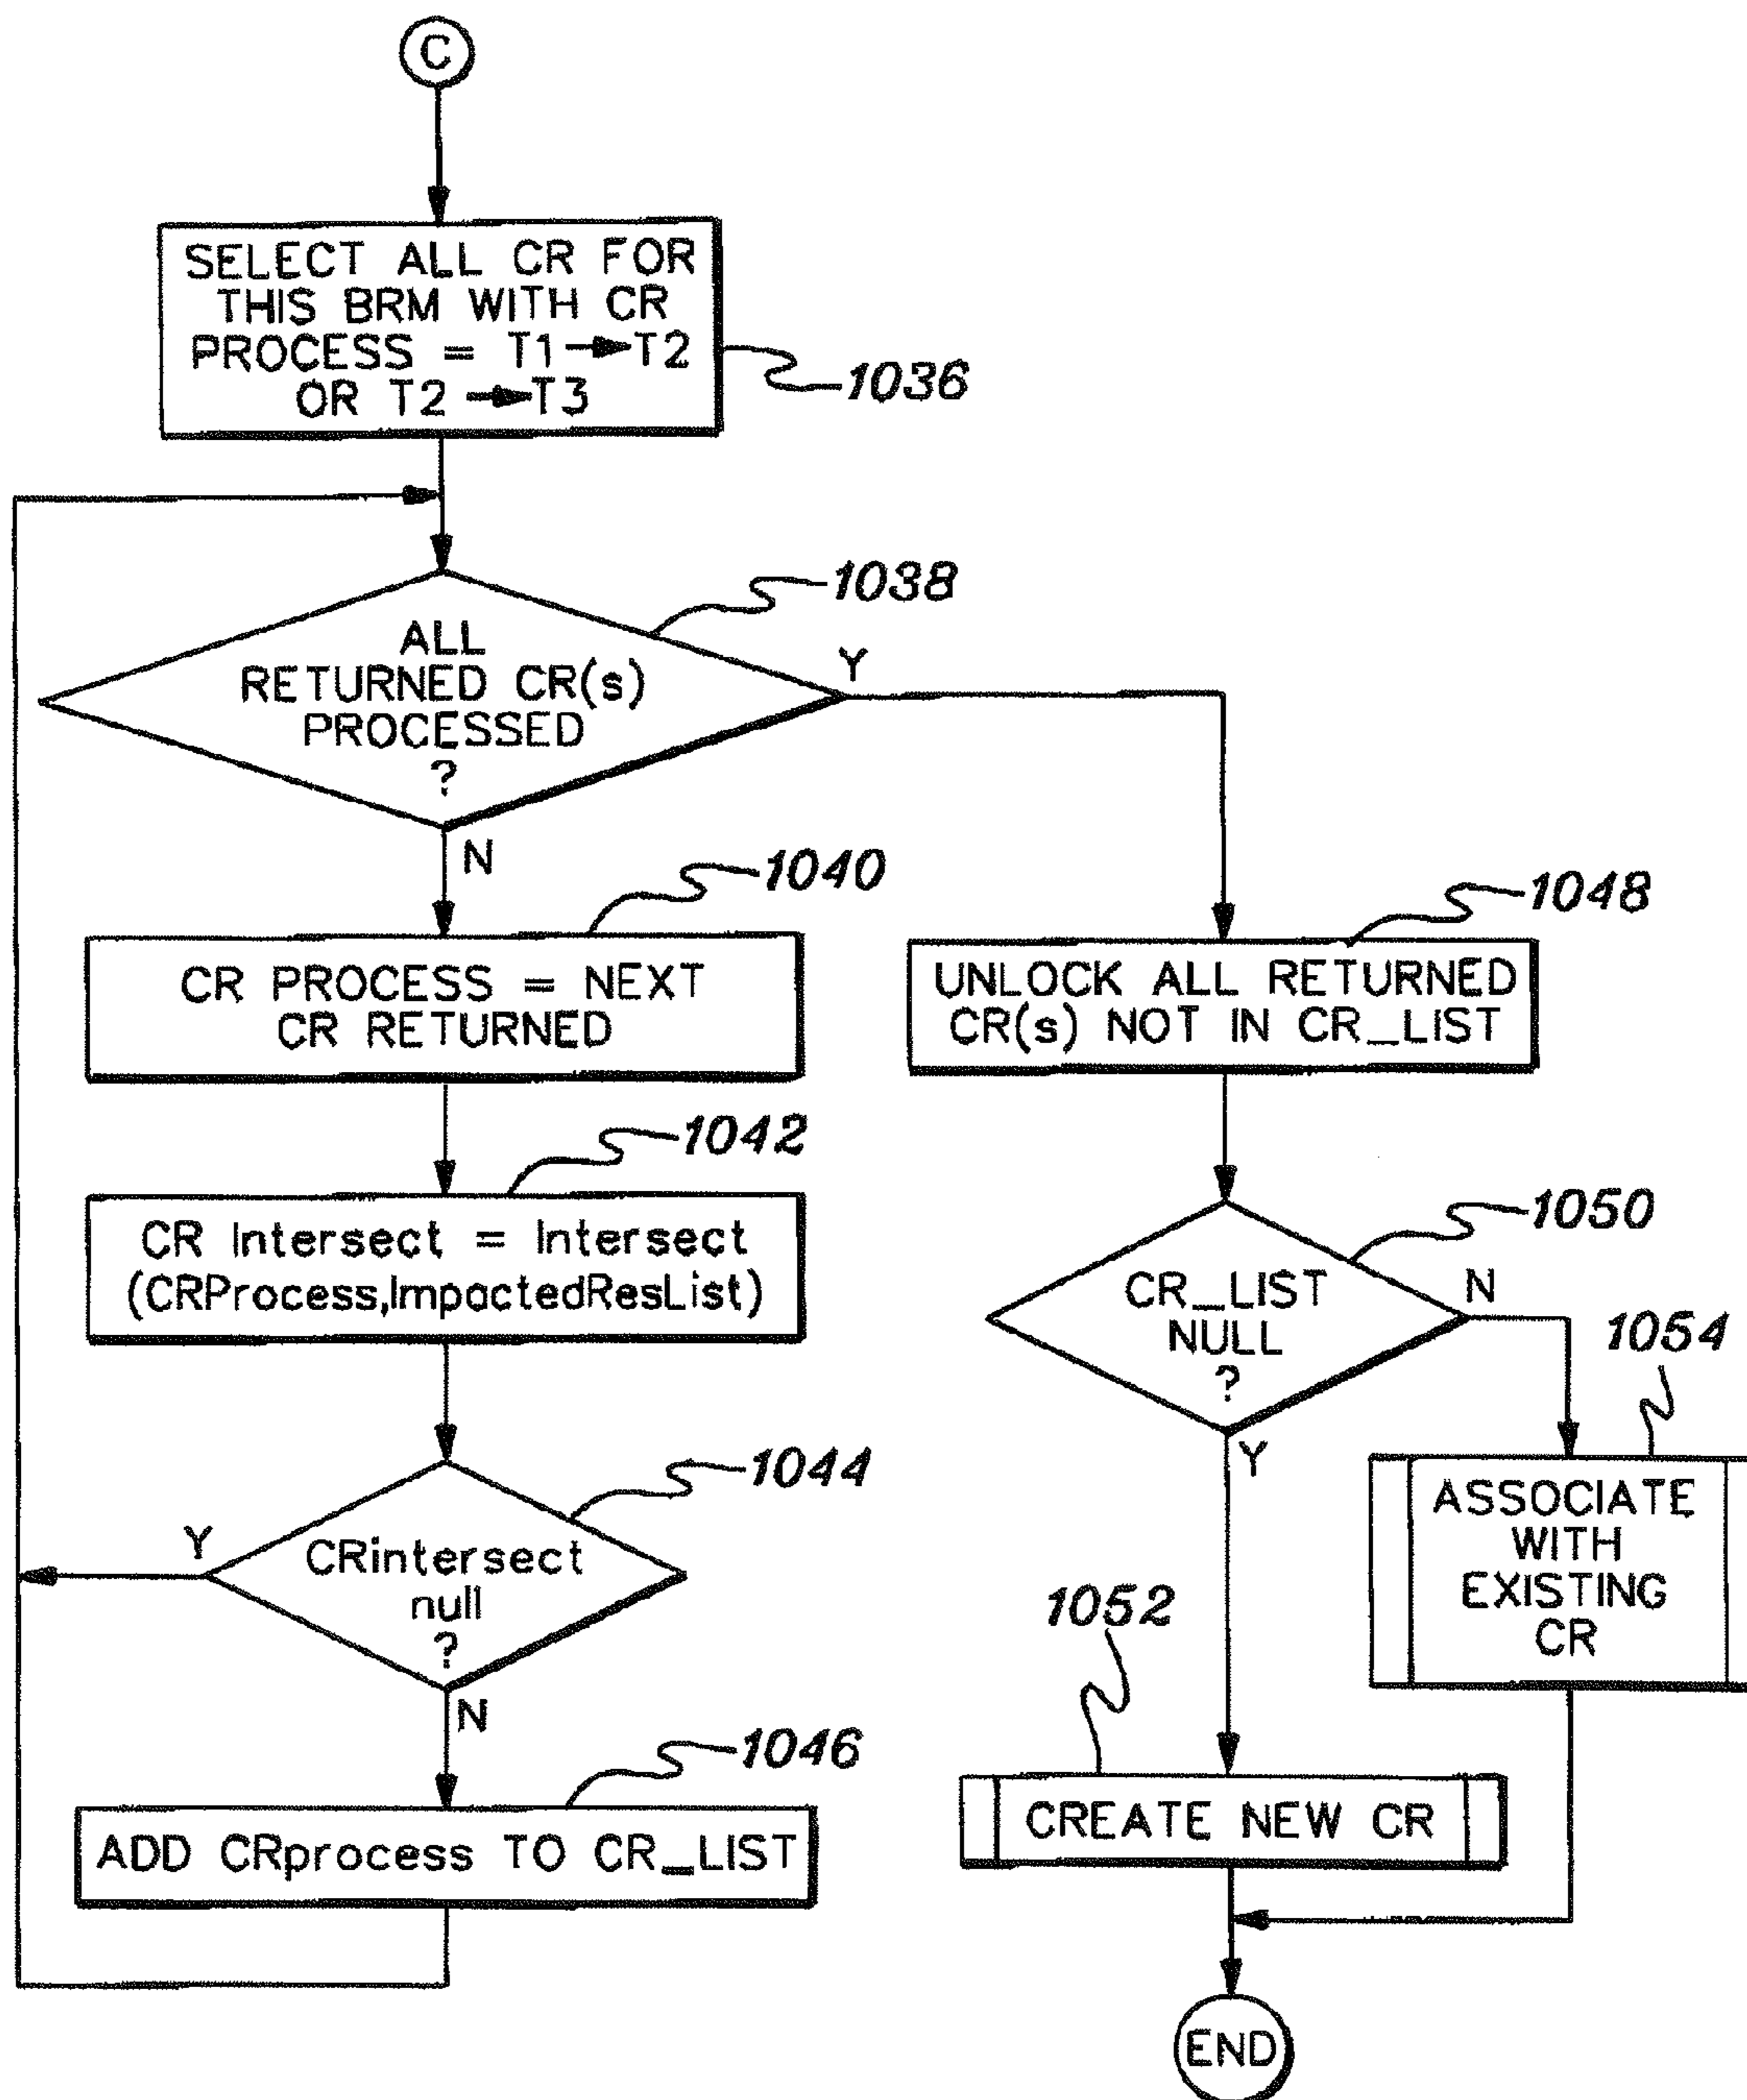 C
SELECT ALL CR FOR
THIS BRM WITH CR
PROCESS = T1→T2
OR T2→T3
1036
1038
ALL
RETURNED CR(s)
PROCESSED
?
Y
N
1040
CR PROCESS = NEXT
CR RETURNED
1042
CR Intersect = Intersect
(CRProcess,ImpactedResList)
1044
CRintersect
null
?
Y
N
1046
ADD CRprocess TO CR_LIST
1048
UNLOCK ALL RETURNED
CR(s) NOT IN CR_LIST
1050
CR_LIST
NULL
?
N
Y
1054
ASSOCIATE
WITH
EXISTING
CR
1052
CREATE NEW CR
END